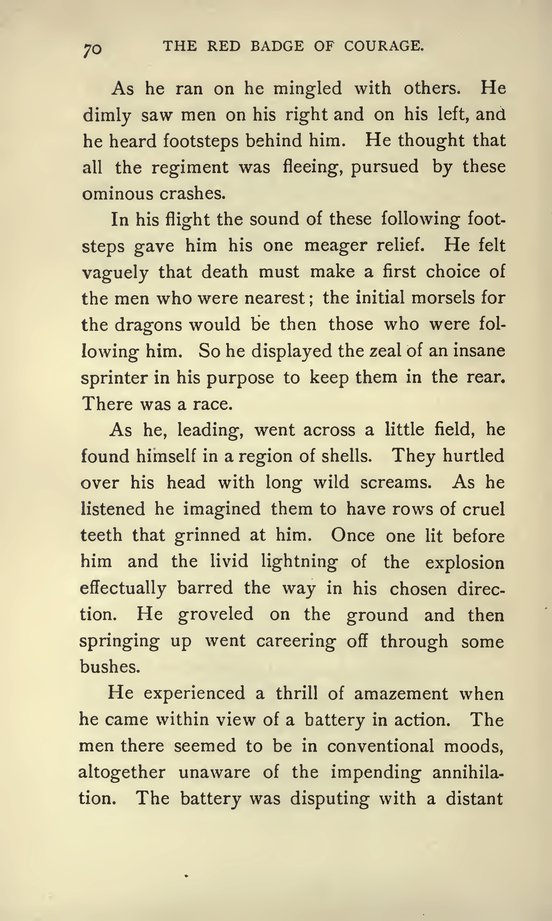 70
THE RED BADGE OF COURAGE.
As he ran on he mingled with others. He
dimly saw men on his right and on his left, and
he heard footsteps behind him. He thought that
all the regiment was fleeing, pursued by these
ominous crashes.
In his flight the sound of these following foot-
steps gave him his one meager relief. He felt
vaguely that death must make a first choice of
the men who were nearest; the initial morsels for
the dragons would be then those who were fol-
lowing him. So he displayed the zeal of an insane
sprinter in his purpose to keep them in the rear.
There was a race.
As he, leading, went across a little field, he
found himself in a region of shells. They hurtled
over his head with long wild screams. As he
listened he imagined them to have rows of cruel
teeth that grinned at him. Once one lit before
him and the livid lightning of the explosion
effectually barred the way in his chosen direc-
tion. He groveled on the ground and then
springing up went careering off through some
bushes.
He experienced a thrill of amazement when
he came within view of a battery in action. The
men there seemed to be in conventional moods,
altogether unaware of the impending annihila-
tion. The battery was disputing with a distant